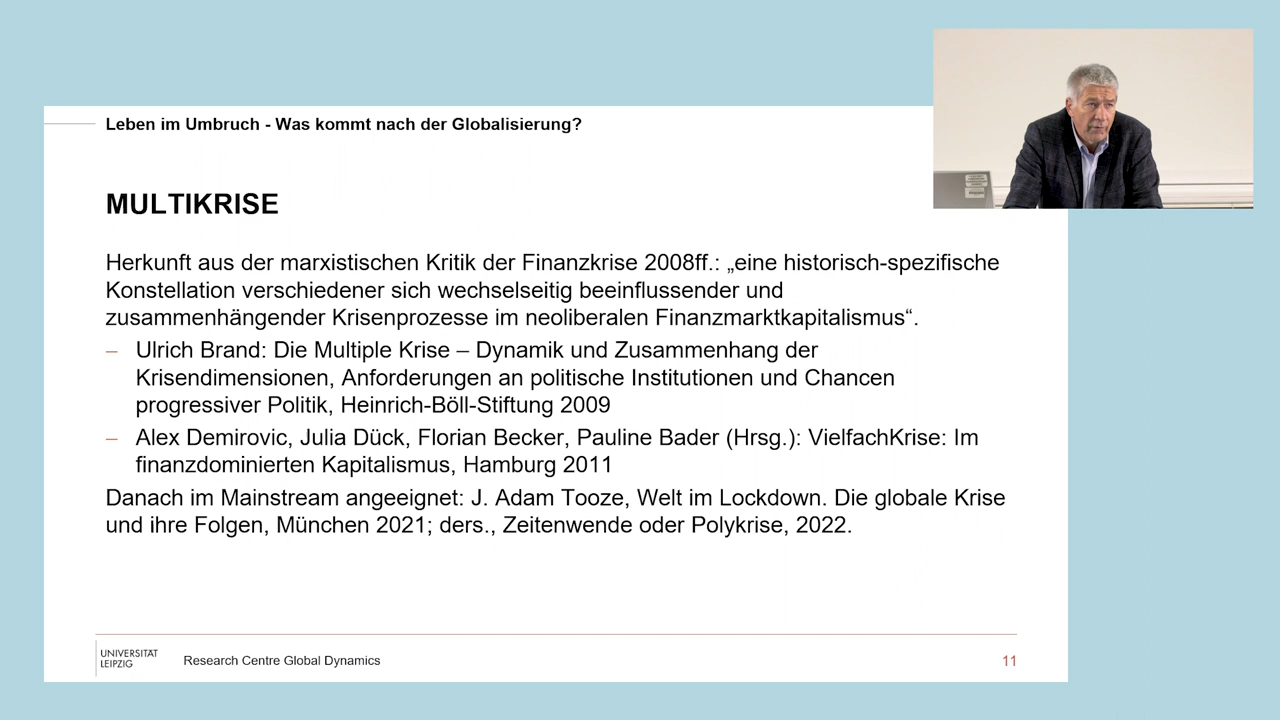 Leben im Umbruch - Was kommt nach der Globalisierung?
MULTIKRISE
Herkunft aus der marxistischen Kritik der Finanzkrise 2008ff.: „eine historisch-spezifische
Konstellation verschiedener sich wechselseitig beeinflussender und
zusammenhängender Krisenprozesse im neoliberalen Finanzmarktkapitalismus“.
– Ulrich Brand: Die Multiple Krise – Dynamik und Zusammenhang der
Krisendimensionen, Anforderungen an politische Institutionen und Chancen
progressiver Politik, Heinrich-Böll-Stiftung 2009
– Alex Demirovic, Julia Dück, Florian Becker, Pauline Bader (Hrsg.): VielfachKrise: Im
finanzdominierten Kapitalismus, Hamburg 2011
Danach im Mainstream angeeignet: J. Adam Tooze, Welt im Lockdown. Die globale Krise
und ihre Folgen, München 2021; ders., Zeitenwende oder Polykrise, 2022.
UNIVERSITÄT
LEIPZIG
Research Centre Global Dynamics
11